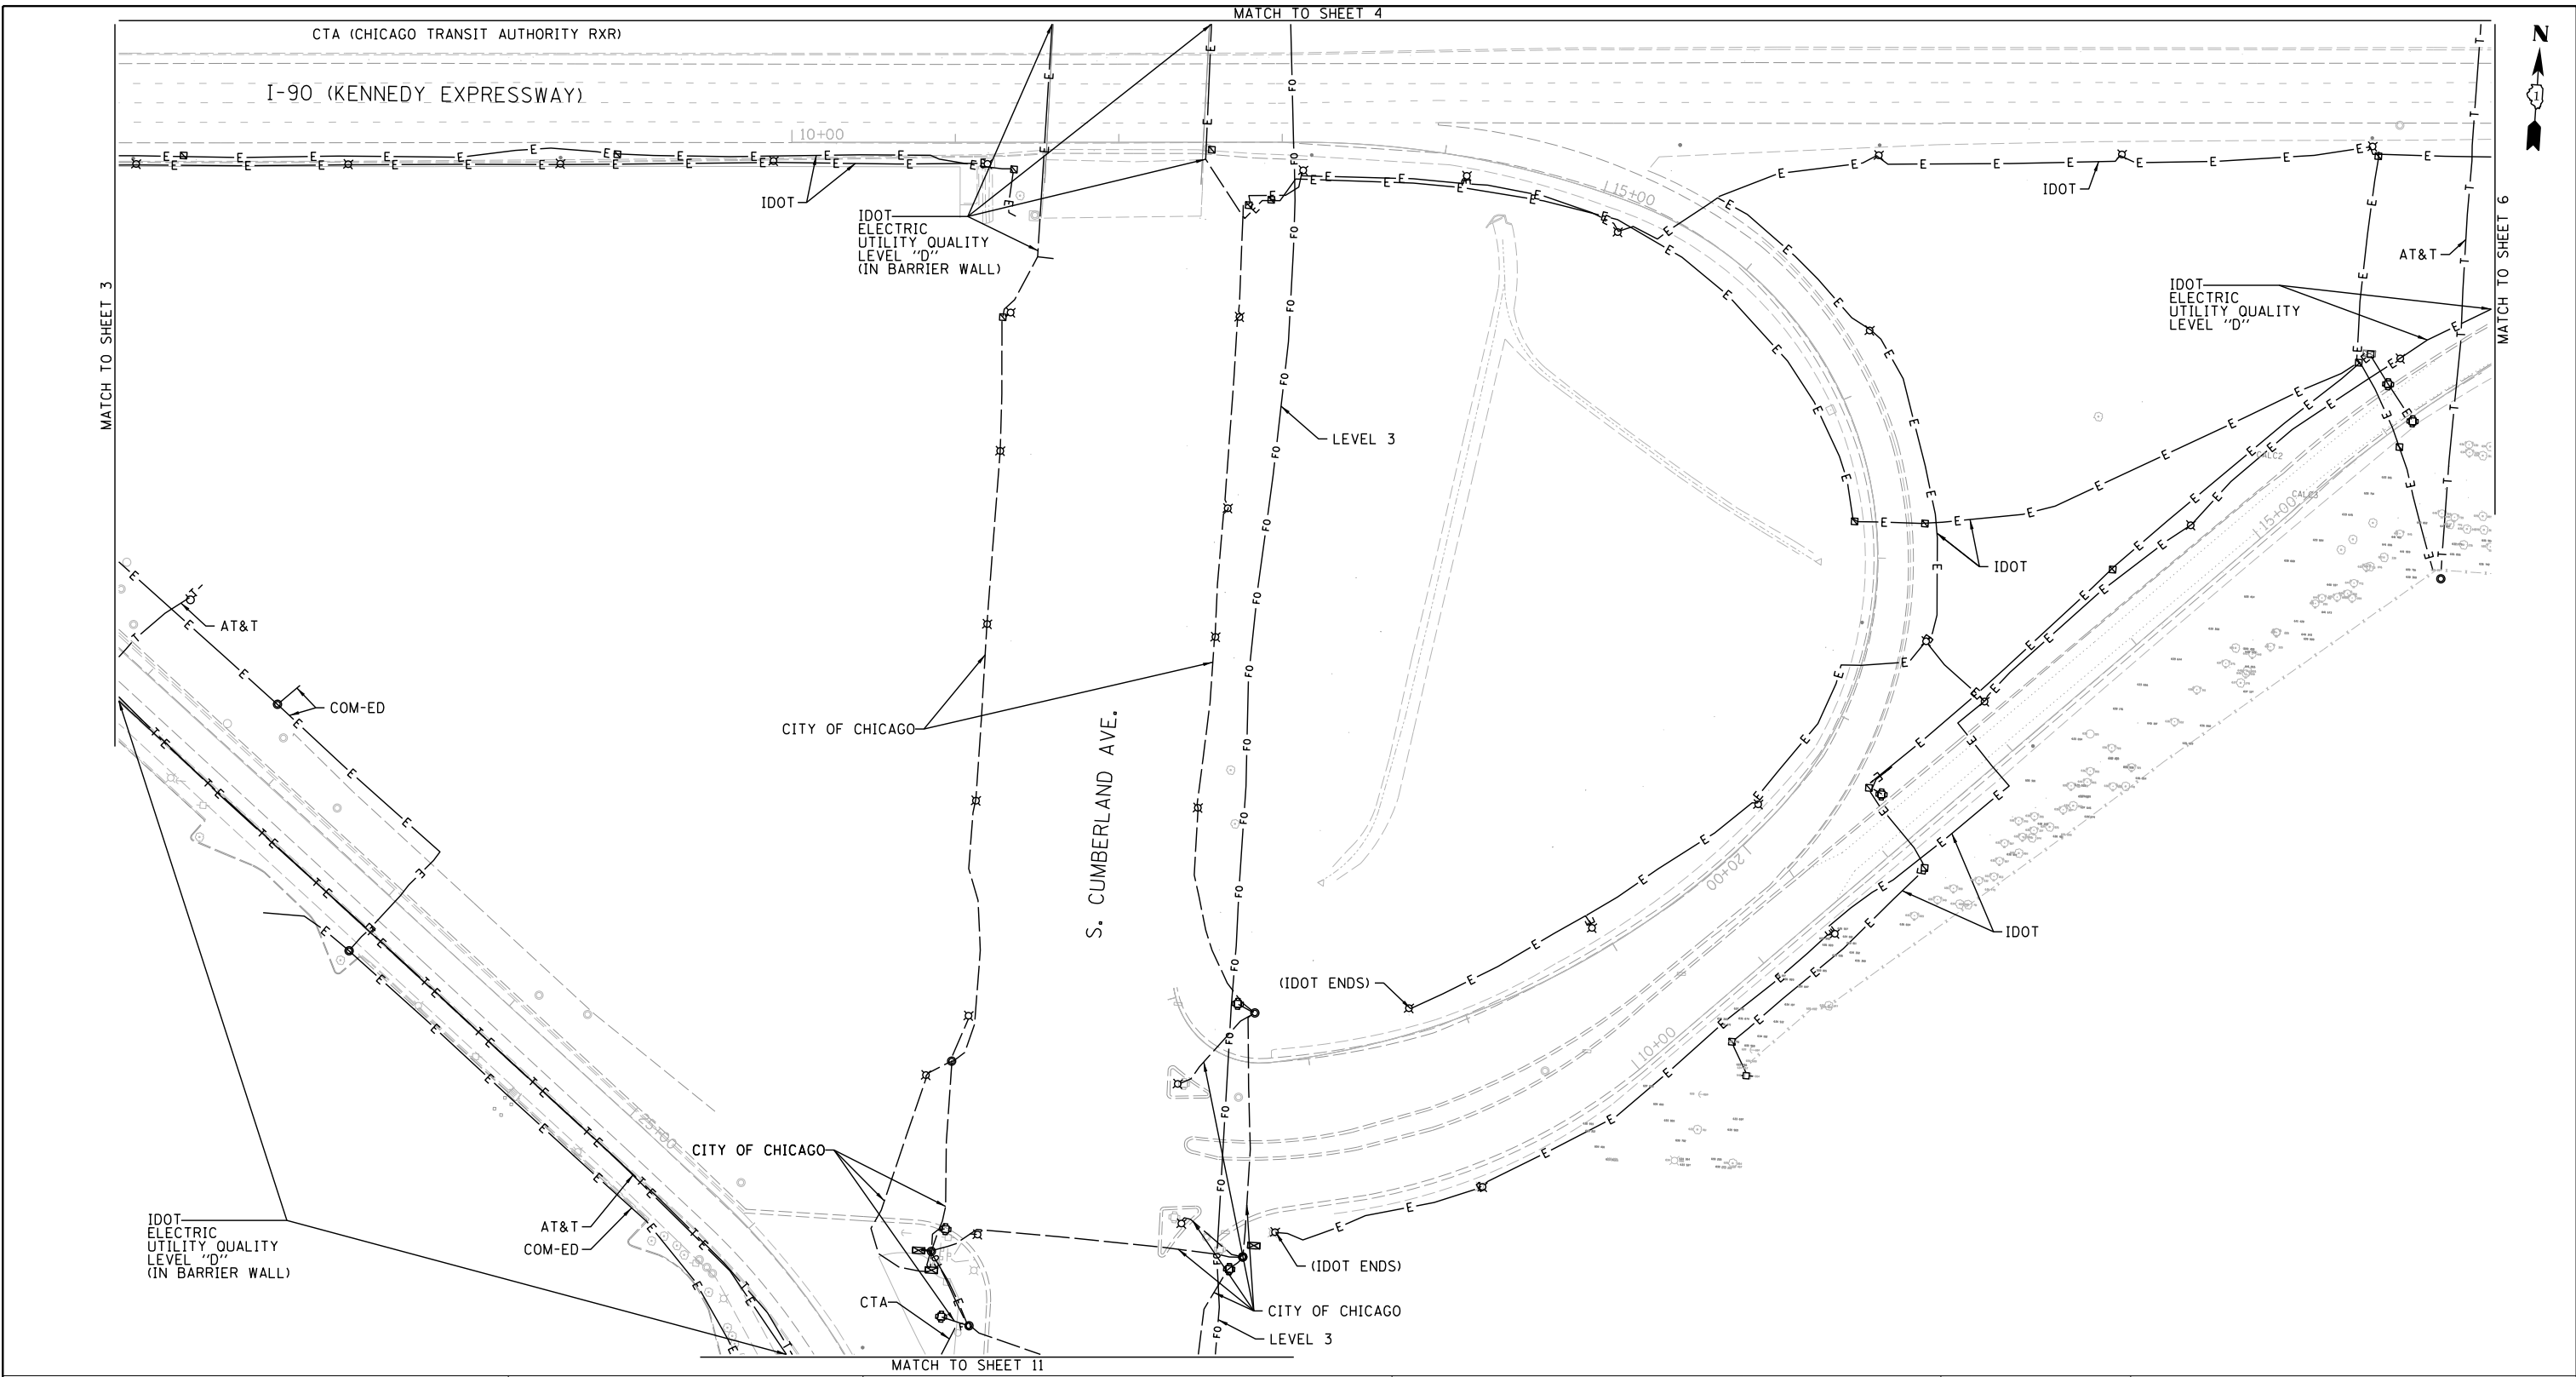 MATCH TO SHEET 4
CTA (CHICAGO TRANSIT AUTHORITY RXR)
N
I-90 (KENNEDY EXPRESSWAY)
10+00
15+00
IDOT
IDOT
ELECTRIC
UTILITY QUALITY
LEVEL "D"
(IN BARRIER WALL)
IDOT
AT&T
MATCH TO SHEET 6
IDOT
ELECTRIC
UTILITY QUALITY
LEVEL "D"
MATCH TO SHEET 3
LEVEL 3
CALC2
CALC3
15+00
IDOT
AT&T
COM-ED
CITY OF CHICAGO
S. CUMBERLAND AVE.
20+00
IDOT
(IDOT ENDS)
10+00
25+00
CITY OF CHICAGO
IDOT
ELECTRIC
UTILITY QUALITY
LEVEL "D"
(IN BARRIER WALL)
AT&T
COM-ED
(IDOT ENDS)
CTA
CITY OF CHICAGO
LEVEL 3
MATCH TO SHEET 11